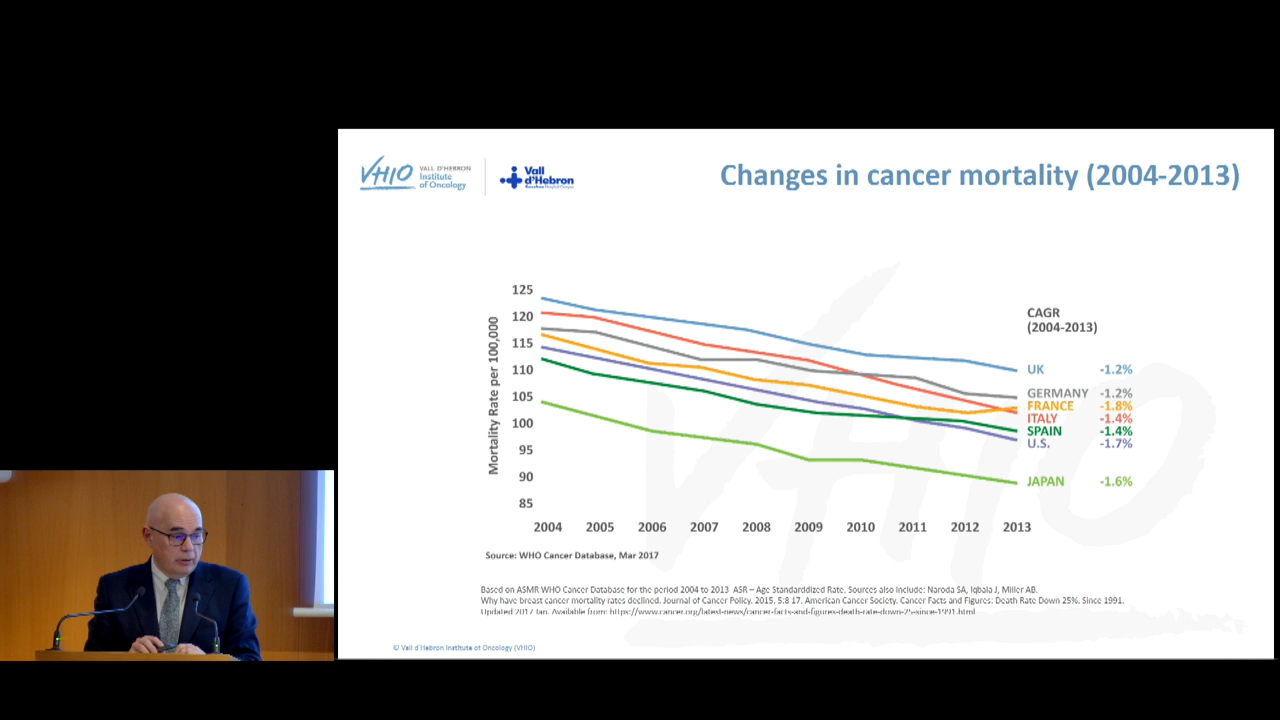 VHIO
VALL D'HEBRON
Institute
of Oncology
Vall
d'Hebron
Barcelona Hospital Campus
Changes in cancer mortality (2004-2013)
Mortality Rate per 100,000
125
120
115
110
105
100
95
90
85
2004 2005 2006 2007 2008 2009 2010 2011 2012 2013
CAGR
(2004-2013)
UK -1.2%
GERMANY -1.2%
FRANCE -1.8%
ITALY -1.4%
SPAIN -1.4%
U.S. -1.7%
JAPAN -1.6%
Source: WHO Cancer Database, Mar 2017
Based on ASMR WHO Cancer Database for the period 2004 to 2013 ASR – Age Standarddized Rate. Sources also include: Naroda SA, Iqbala J, Miller AB.
Why have breast cancer mortality rates declined. Journal of Cancer Policy. 2015. 5:8 17. American Cancer Society. Cancer Facts and Figures: Death Rate Down 25%. Since 1991.
Updated 2017 Jan. Available from: https://www.cancer.org/latest-news/cancer-facts-and-figures-death-rate-down-25-since-1991.html
© Vall d'Hebron Institute of Oncology (VHIO)
VHIO